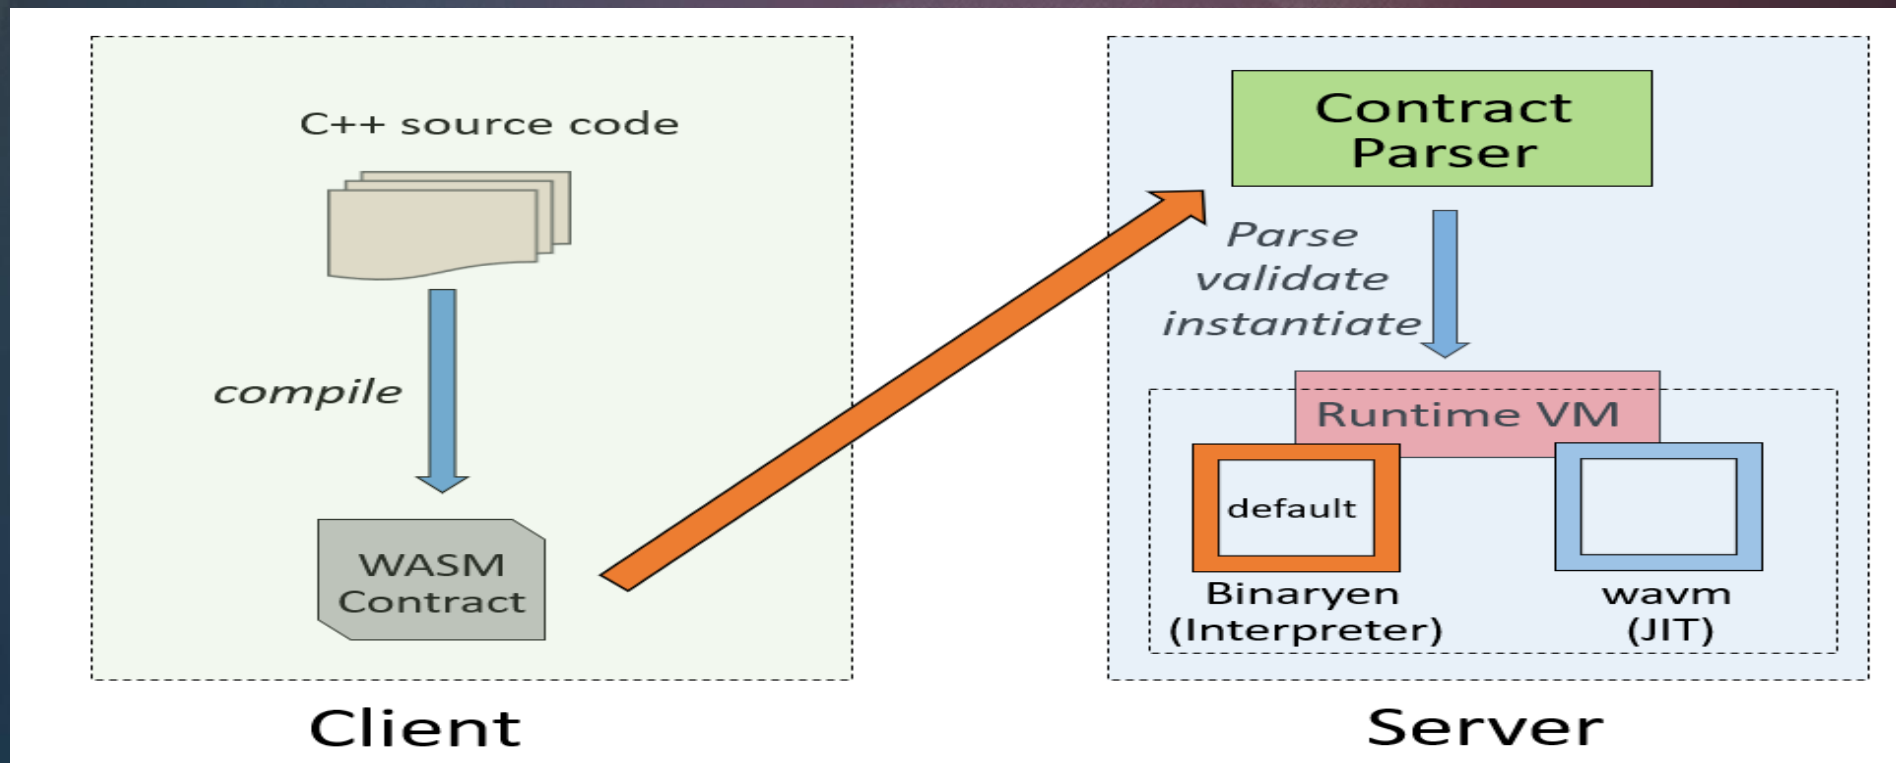 C++ source code
compile
WASM
Contract
Client
Contract
Parser
Parse
validate
instantiate
Runtime VM
default
Binaryen
(Interpreter)
wavm
(JIT)
Server